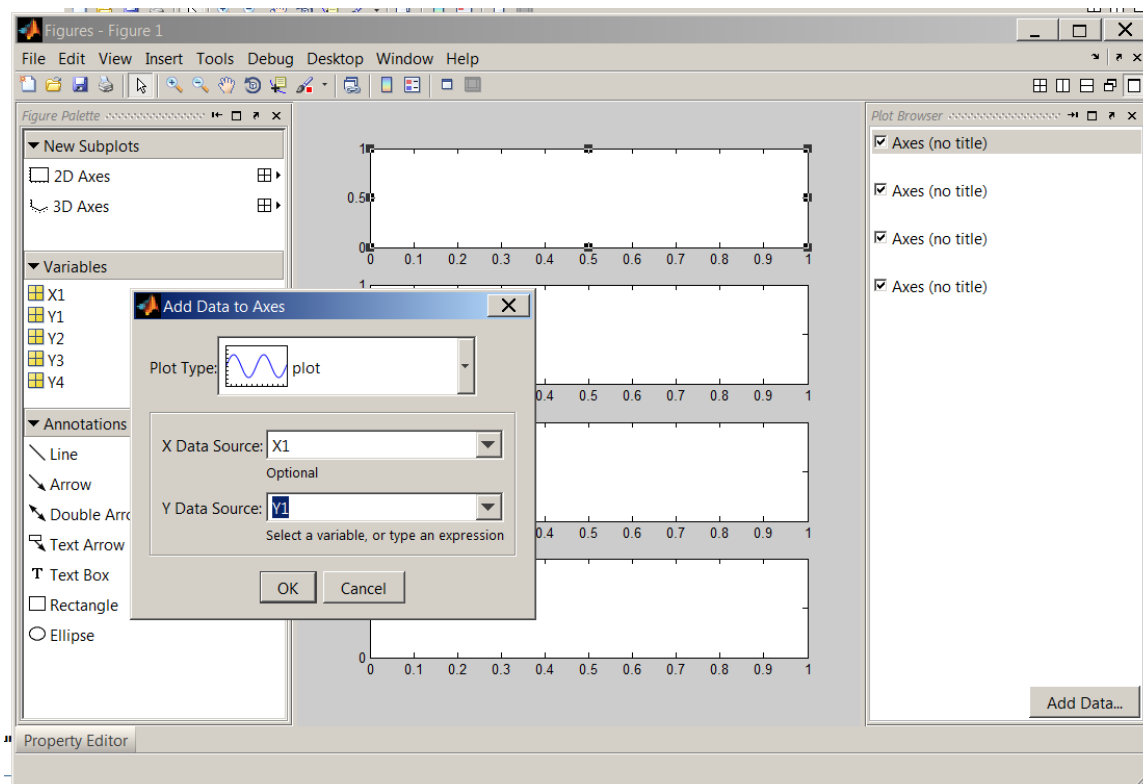 Figures - Figure 1
File Edit View Insert Tools Debug Desktop Window Help
Figure Palette
New Subplots
2D Axes
3D Axes
Variables
X1
Y1
Y2
Y3
Y4
Annotations
Line
Arrow
Double Arro
Text Arrow
T Text Box
Rectangle
Ellipse
1
0.5
0
0 0.1 0.2 0.3 0.4 0.5 0.6 0.7 0.8 0.9 1
1
0.4 0.5 0.6 0.7 0.8 0.9 1
0.4 0.5 0.6 0.7 0.8 0.9 1
0
0 0.1 0.2 0.3 0.4 0.5 0.6 0.7 0.8 0.9 1
Add Data to Axes
Plot Type: plot
X Data Source: X1
Optional
Y Data Source: Y1
Select a variable, or type an expression
OK Cancel
Plot Browser
Axes (no title)
Axes (no title)
Axes (no title)
Axes (no title)
Add Data...
Property Editor